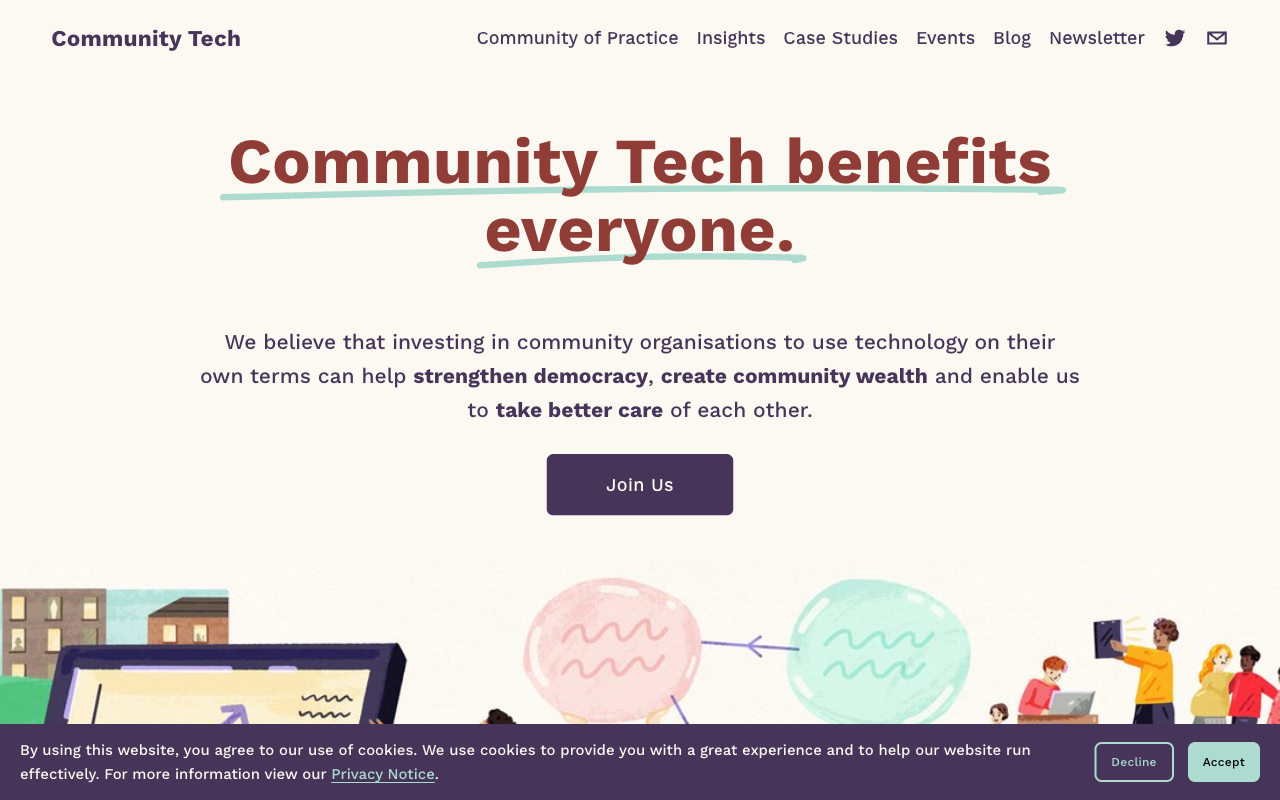 Community Tech
Community of Practice
Insights
Case Studies
Events
Blog
Newsletter
Community Tech benefits
everyone.
We believe that investing in community organisations to use technology on their
own terms can help strengthen democracy, create community wealth and enable us
to take better care of each other.
Join Us
By using this website, you agree to our use of cookies. We use cookies to provide you with a great experience and to help our website run
effectively. For more information view our Privacy Notice.
Decline
Accept